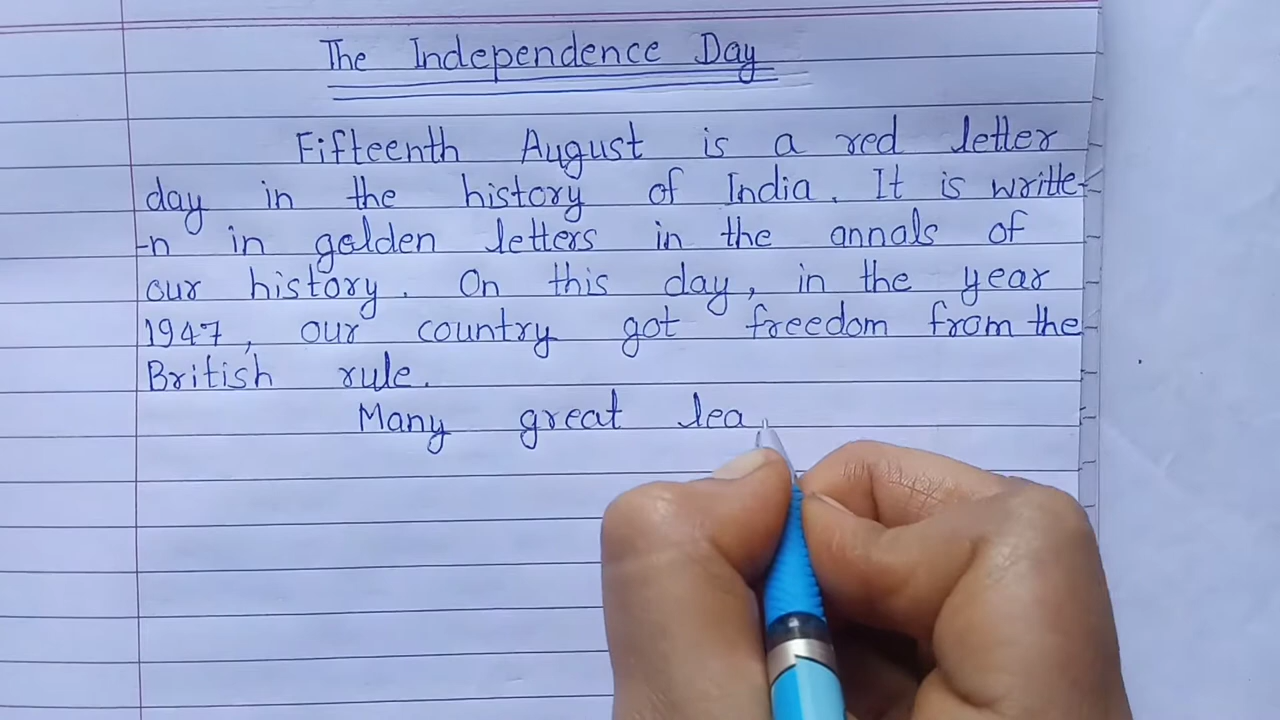 The Independence Day
Fifteenth August is a red letter
day in the history of India. It is writte-
-n in golden letters in the annals of
our history. On this day, in the year
1947, our country got freedom from the
British rule.
Many great lea